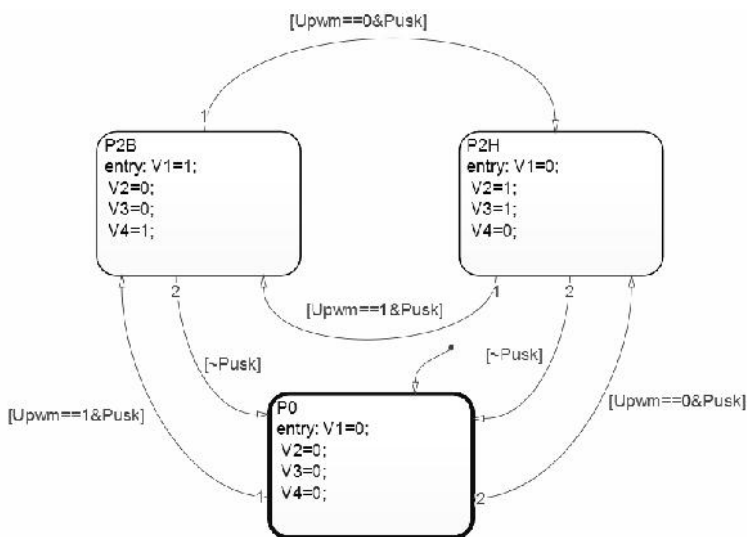 [Upwm==0&Pusk]
1
P2B
entry: V1=1;
V2=0;
V3=0;
V4=1;
P2H
entry: V1=0;
V2=1;
V3=1;
V4=0;
2
1
2
[Upwm==1&Pusk]
[~Pusk]
[~Pusk]
[Upwm==1&Pusk]
[Upwm==0&Pusk]
P0
entry: V1=0;
V2=0;
V3=0;
V4=0;
1
2